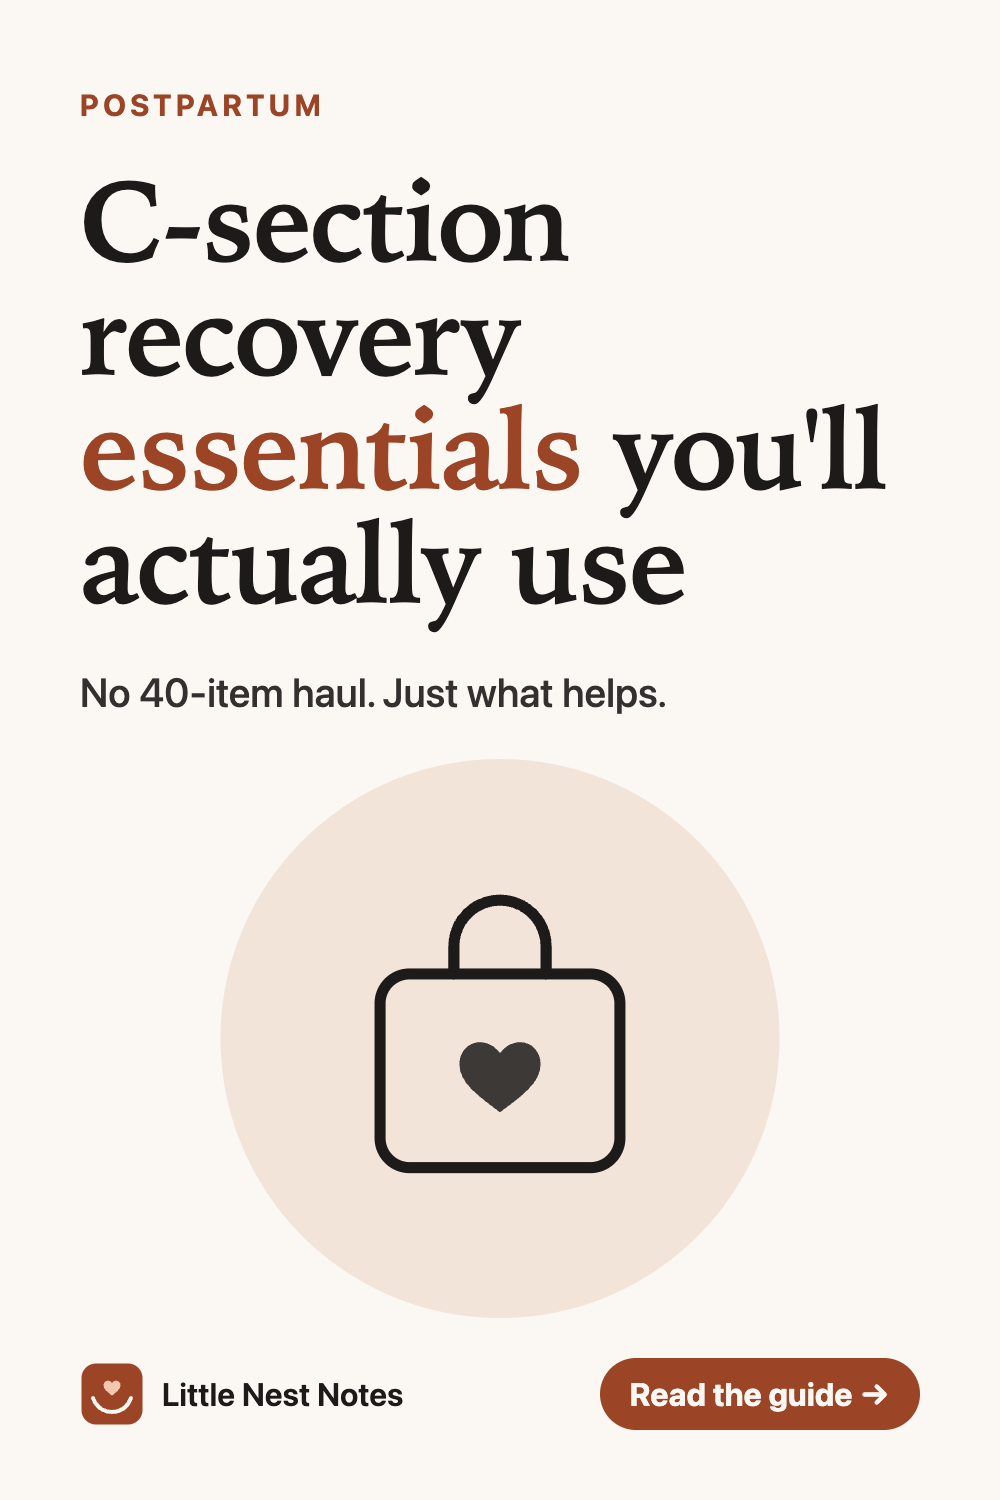 POSTPARTUM
C-section
recovery
essentials you'll
actually use
No 40-item haul. Just what helps.
Little Nest Notes
Read the guide →